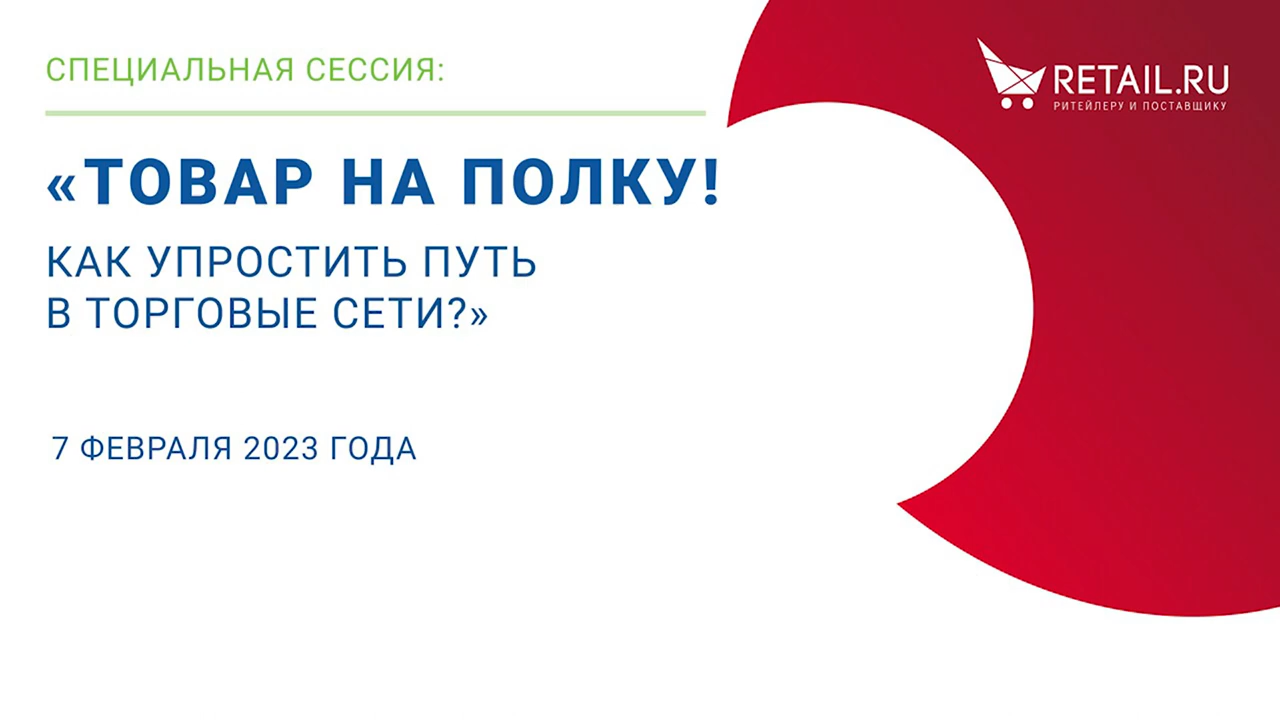 СПЕЦИАЛЬНАЯ СЕССИЯ:
RETAIL.RU
РИТЕЙЛЕРУ И ПОСТАВЩИКУ
«ТОВАР НА ПОЛКУ!
КАК УПРОСТИТЬ ПУТЬ
В ТОРГОВЫЕ СЕТИ?»
7 ФЕВРАЛЯ 2023 ГОДА